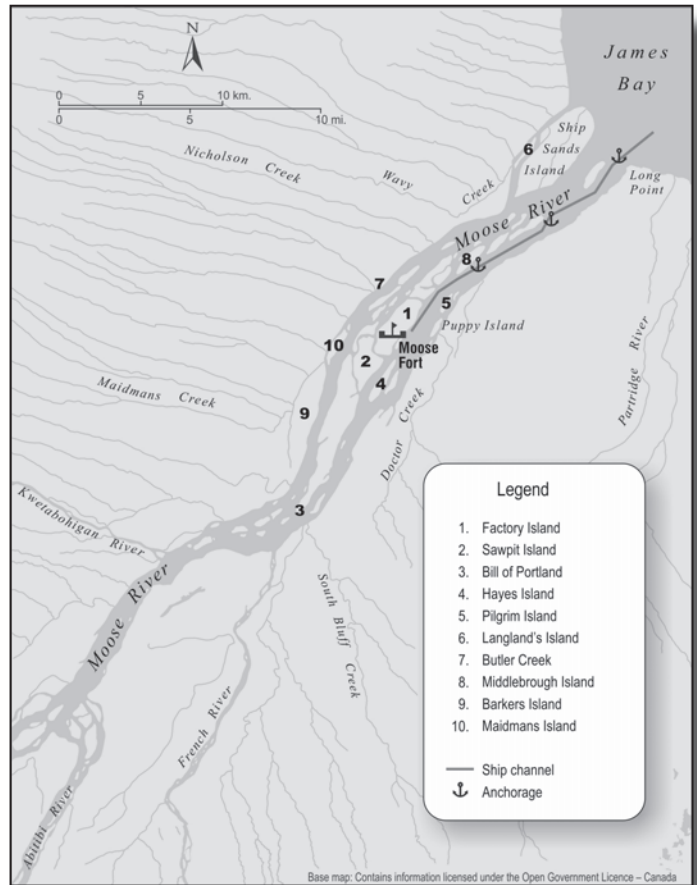 James
Bay
N
0 5 10 km.
0 5 10 mi.
Ship
Sands
Island
6
Nicholson Creek
Wavy
Creek
Long
Point
Moose River
8
7
5
1
Puppy Island
10
Moose
Fort
2
4
Partridge River
Maidmans Creek
9
Doctor Creek
3
Kwetabohigan River
Moose River
South Bluff Creek
French River
Abitibi River
Legend
1. Factory Island
2. Sawpit Island
3. Bill of Portland
4. Hayes Island
5. Pilgrim Island
6. Langland's Island
7. Butler Creek
8. Middlebrough Island
9. Barkers Island
10. Maidmans Island
Ship channel
Anchorage
Base map: Contains information licensed under the Open Government Licence – Canada